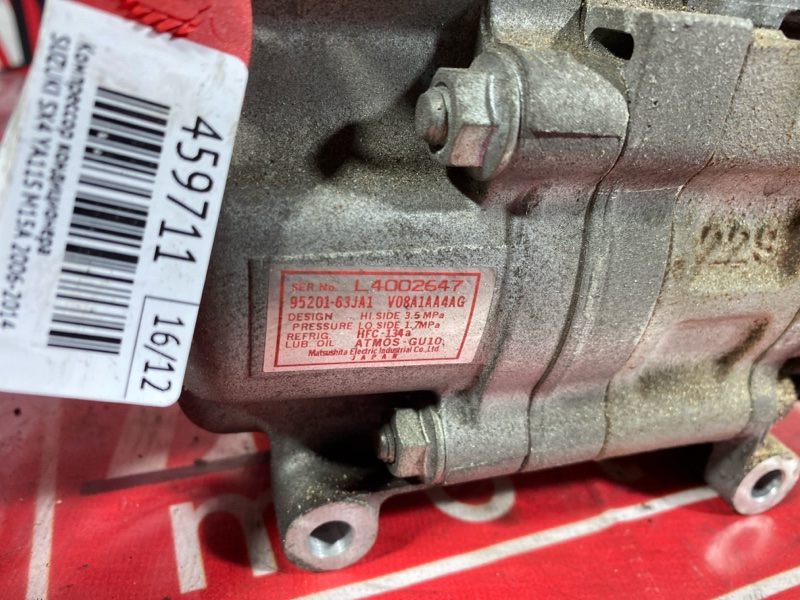 Компрессор кондиционера
SUZUKI SX4 YA11S M15A 2006-2014
459711
16/12
SER No. L4002647
95201-63JA1 V08A1AA4AG
DESIGN HI.SIDE 3.5MPa
PRESSURE LO.SIDE 1.7MPa
REFRIG HFC-134a
LUB OIL ATMOS-GU10
Matsushita Electric Industrial Co.,Ltd
JAPAN
229